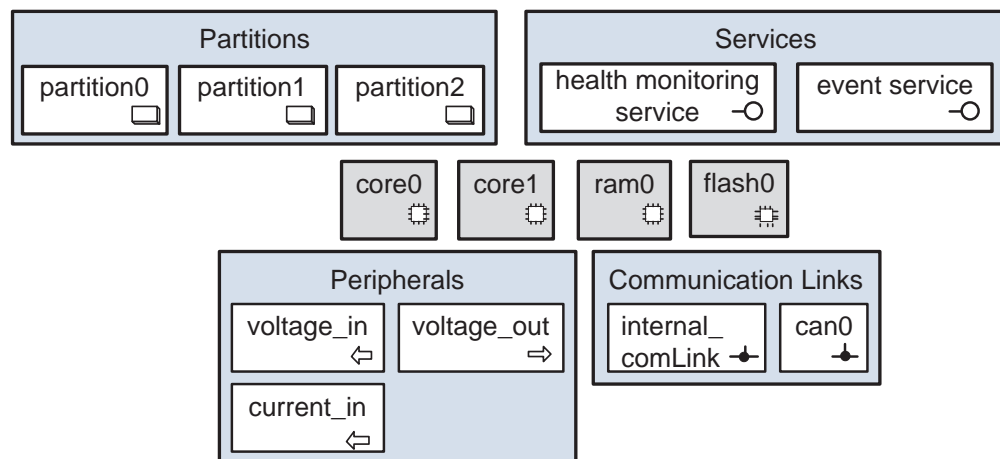 Partitions
partition0
partition1
partition2
Services
health monitoring
service
event service
core0
core1
ram0
flash0
Peripherals
voltage_in
voltage_out
current_in
Communication Links
internal_
comLink
can0